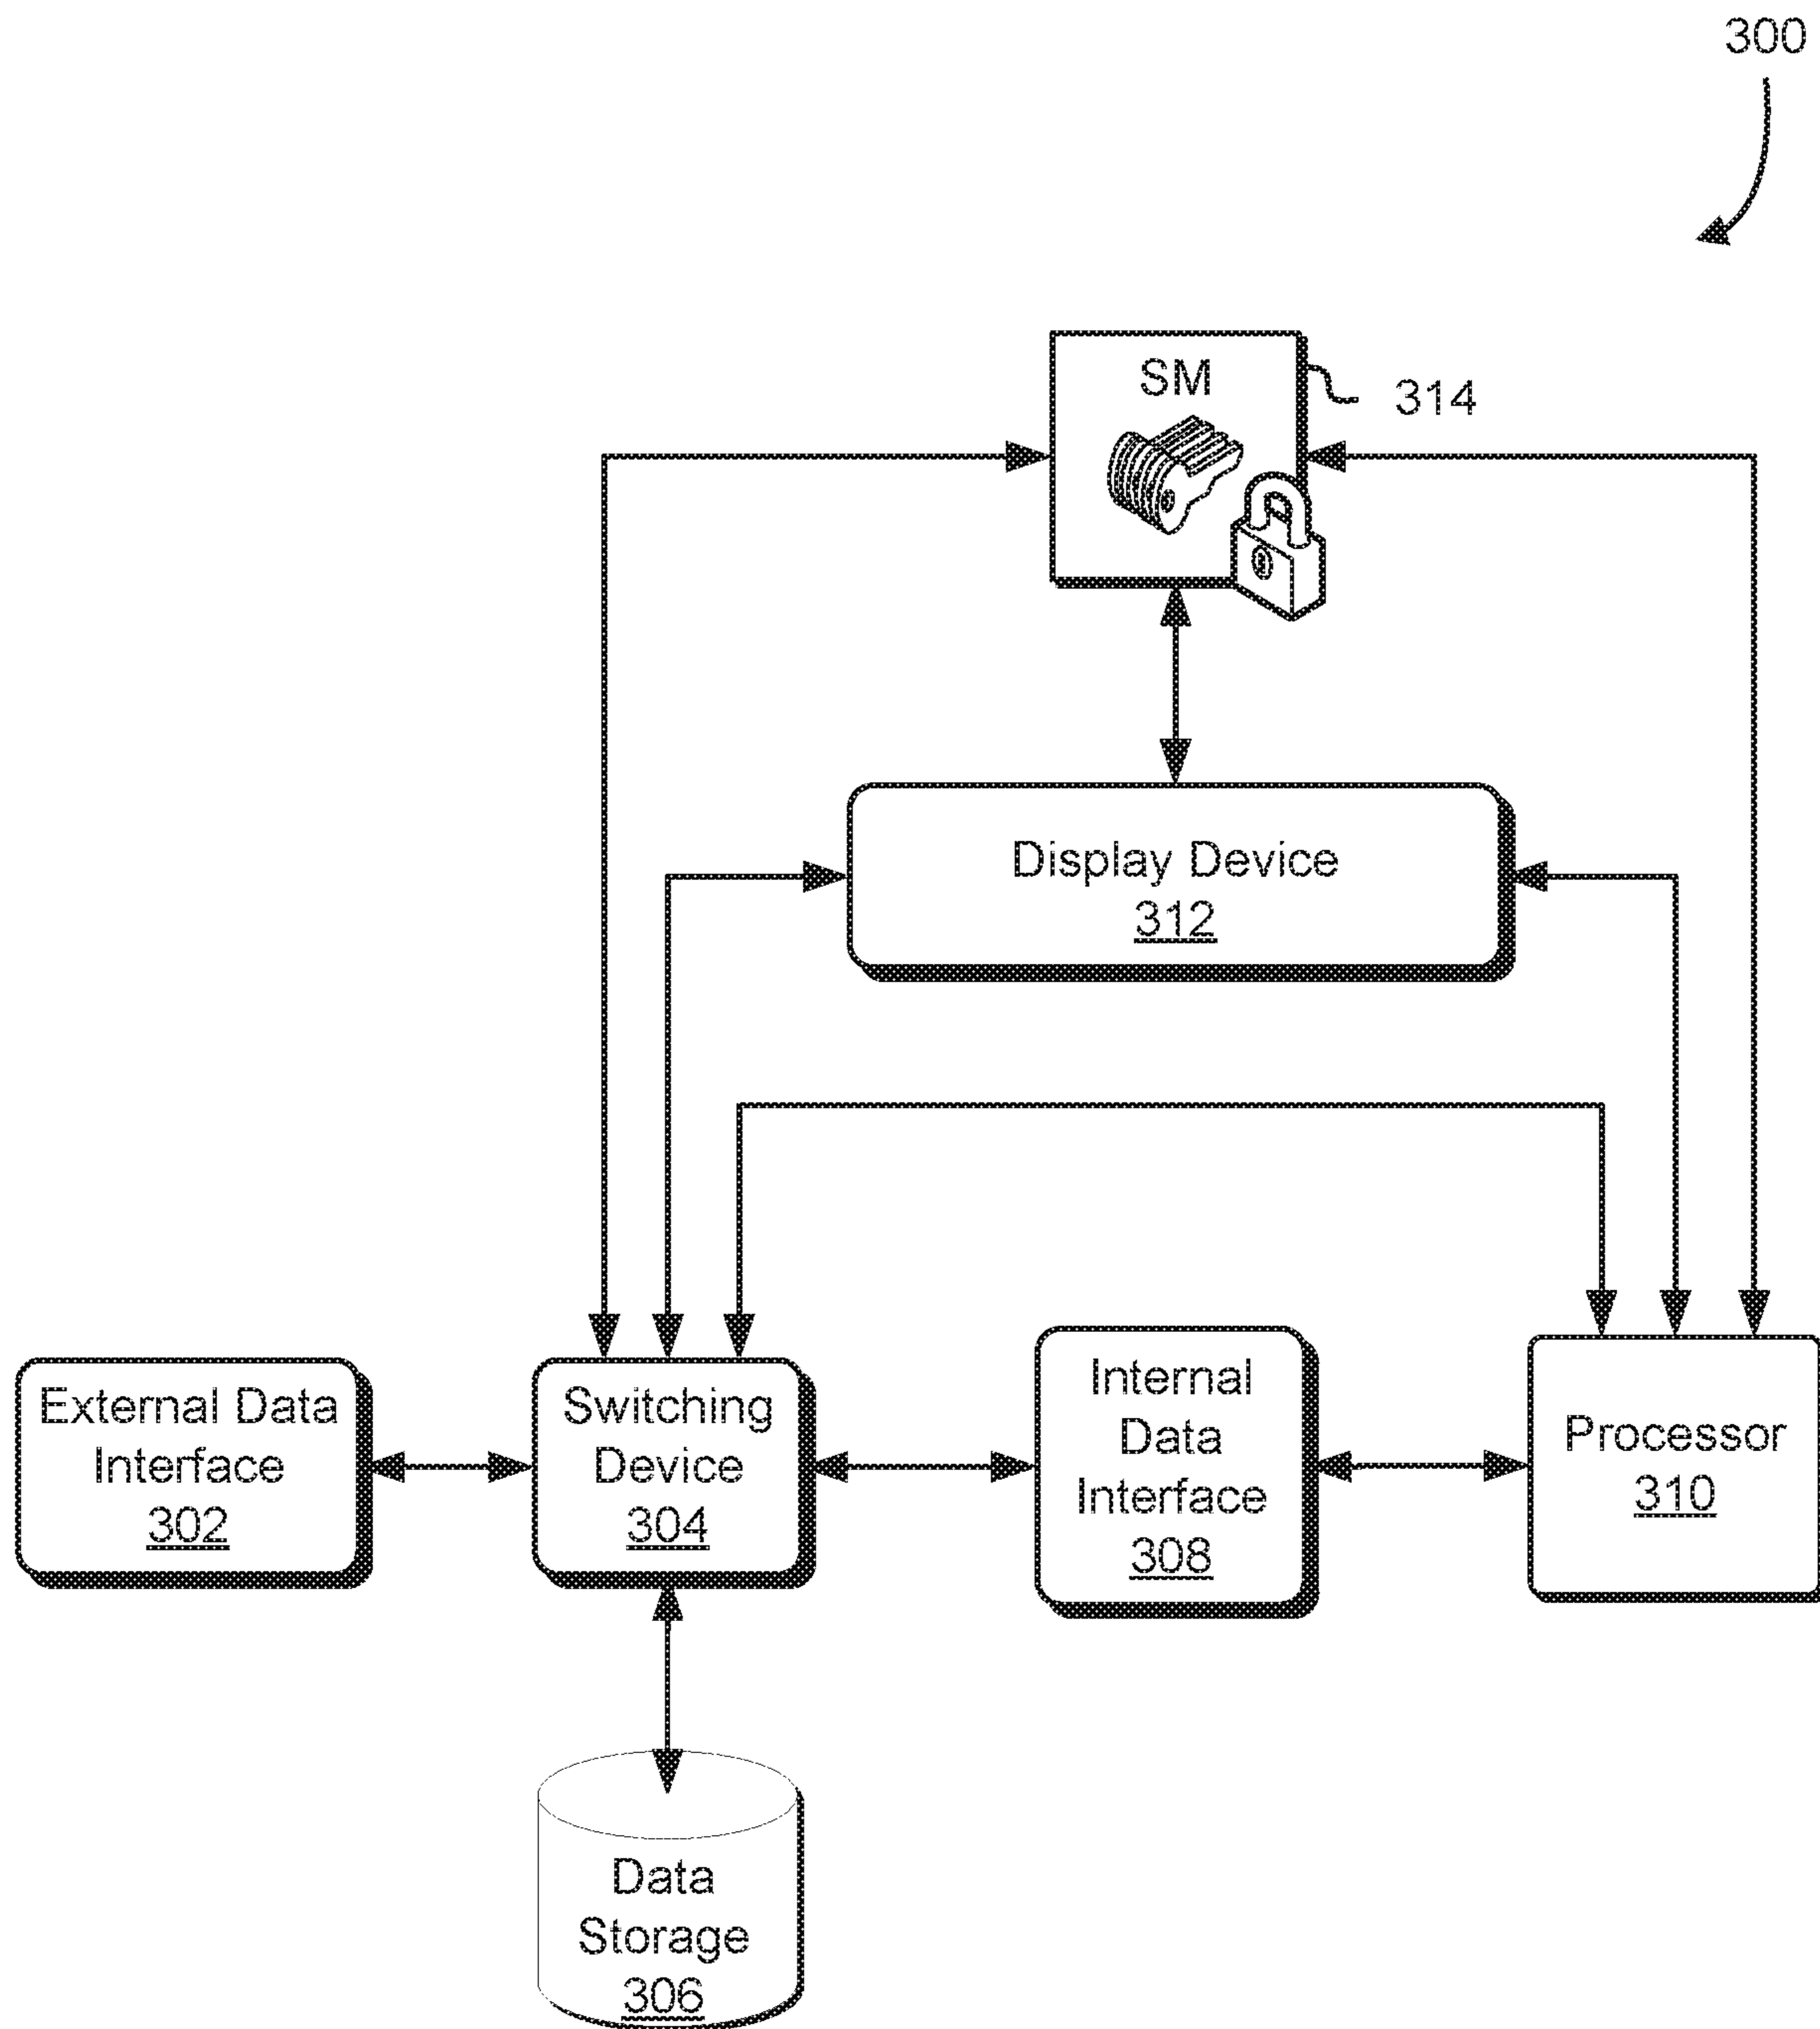 300
SM
314
Display Device
312
External Data
Interface
302
Switching
Device
304
Internal
Data
Interface
308
Processor
310
Data
Storage
306